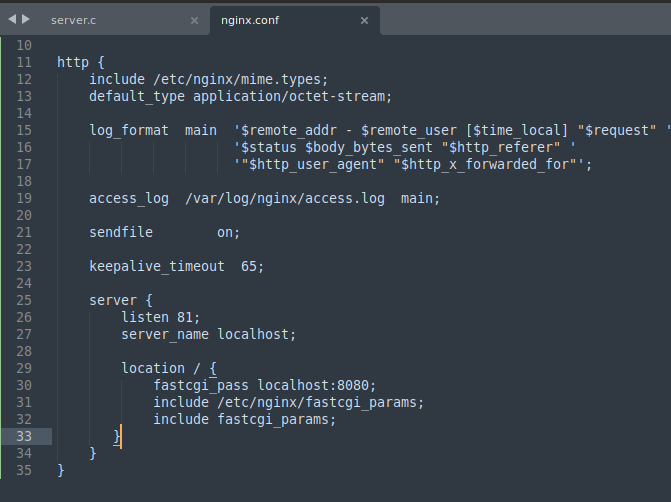 server.c × nginx.conf ×
10
11 http {
12     include /etc/nginx/mime.types;
13     default_type application/octet-stream;
14
15     log_format  main  '$remote_addr - $remote_user [$time_local] "$request" '
16                       '$status $body_bytes_sent "$http_referer" '
17                       '"$http_user_agent" "$http_x_forwarded_for"';
18
19     access_log  /var/log/nginx/access.log  main;
20
21     sendfile        on;
22
23     keepalive_timeout  65;
24
25     server {
26         listen 81;
27         server_name localhost;
28
29         location / {
30             fastcgi_pass localhost:8080;
31             include /etc/nginx/fastcgi_params;
32             include fastcgi_params;
33        }
34     }
35 }